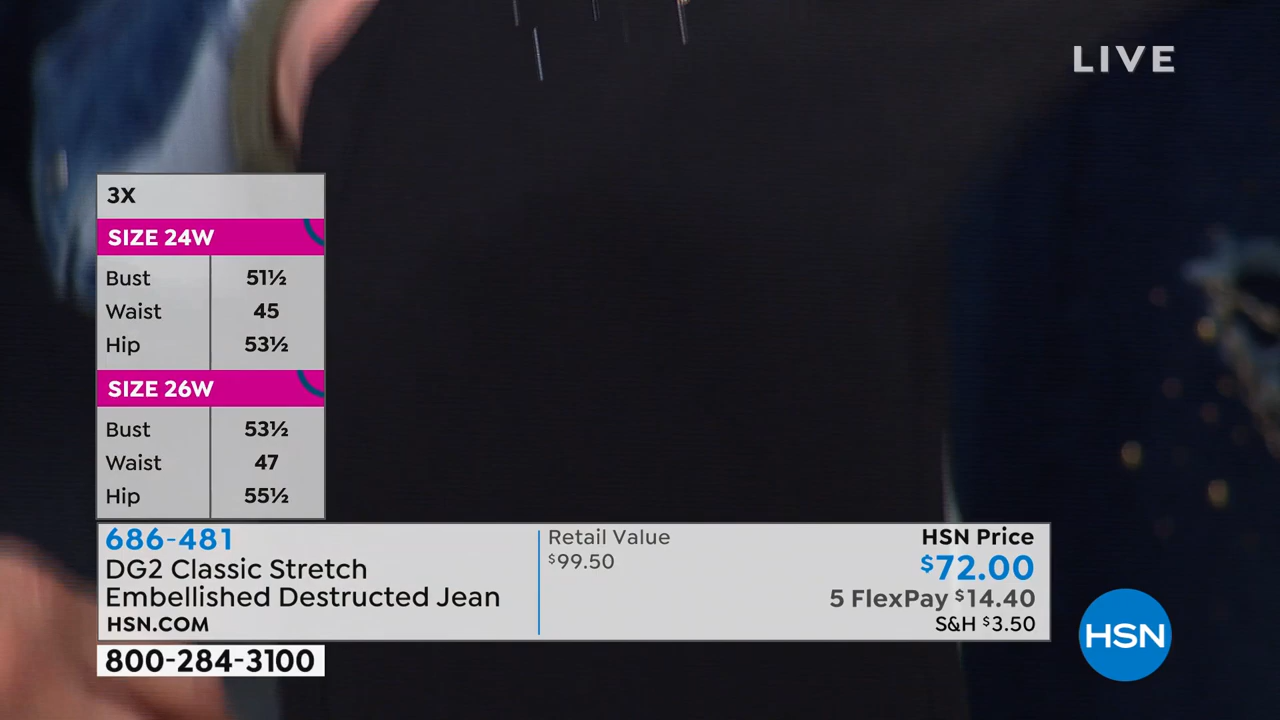 LIVE
3X
SIZE 24W
Bust 51½
Waist 45
Hip 53½
SIZE 26W
Bust 53½
Waist 47
Hip 55½
686-481
DG2 Classic Stretch
Embellished Destructed Jean
HSN.COM
Retail Value
$99.50
HSN Price
$72.00
5 FlexPay $14.40
S&H $3.50
800-284-3100
HSN